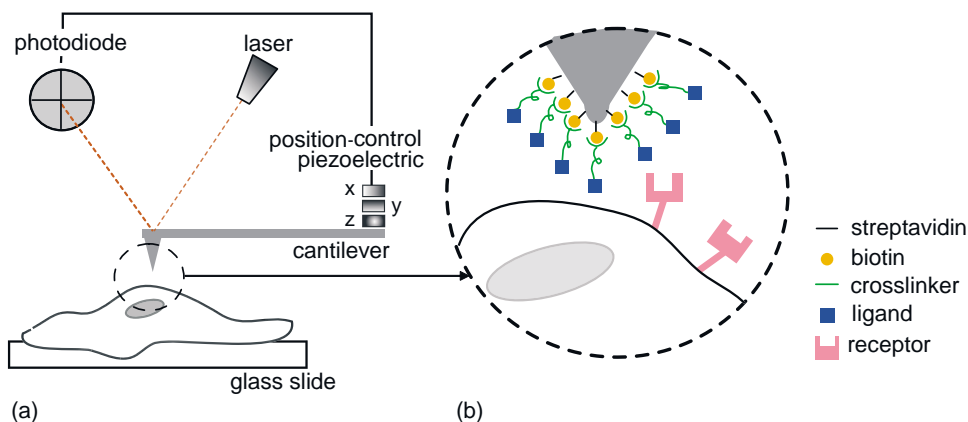 photodiode
laser
position-control
piezoelectric
x
y
z
cantilever
glass slide
(a)
streptavidin
biotin
crosslinker
ligand
receptor
(b)